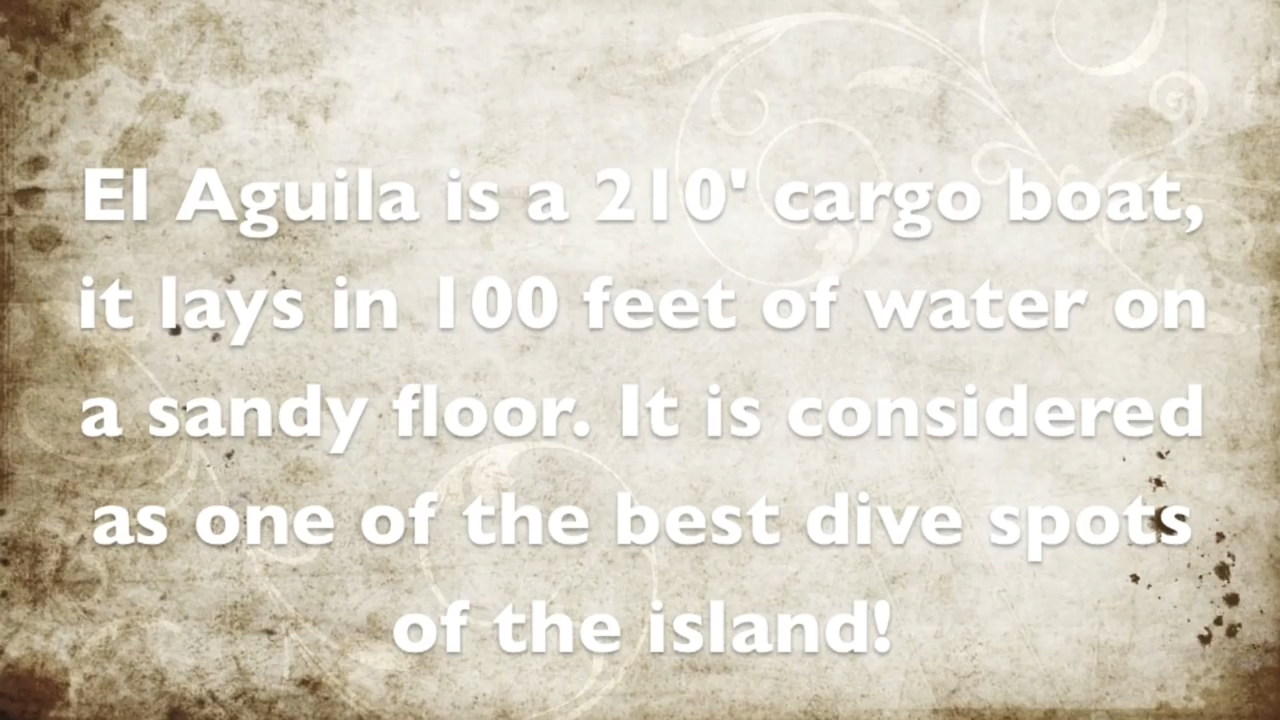 El Aguila is a 210' cargo boat,
it lays in 100 feet of water on
a sandy floor. It is considered
as one of the best dive spots
of the island!